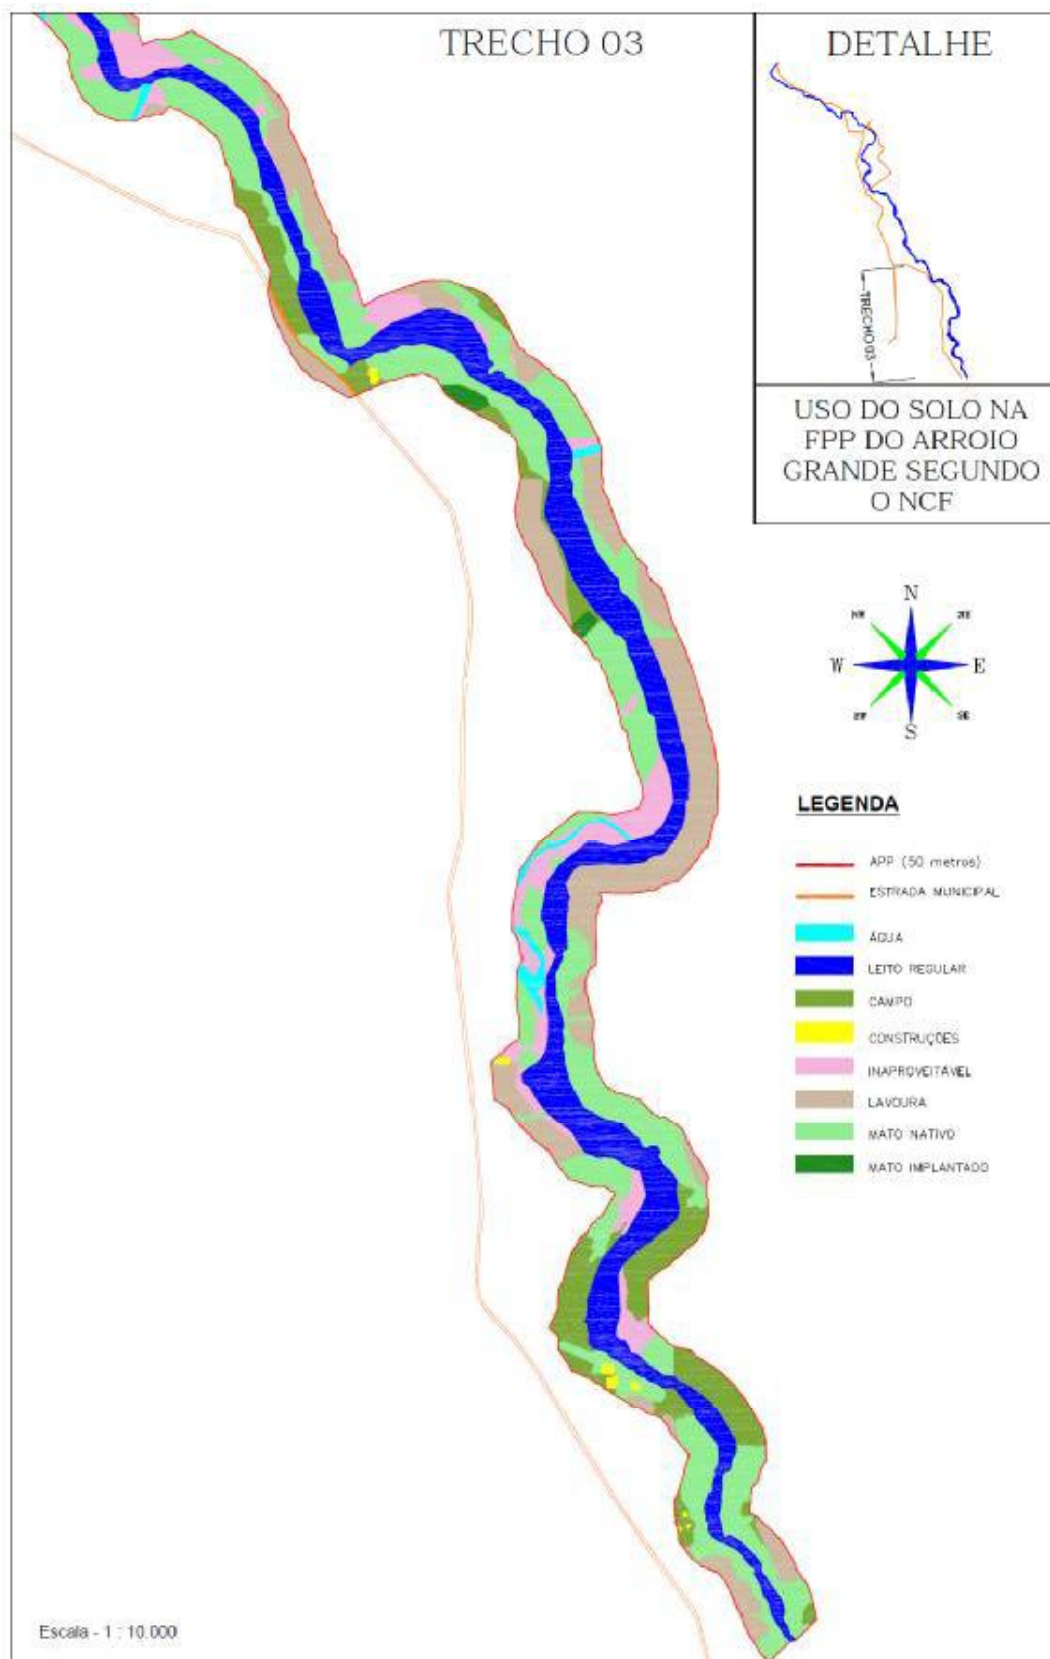 TRECHO 03
DETALHE
TRECHO 03
USO DO SOLO NA
FPP DO ARROIO
GRANDE SEGUNDO
O NCF
N
W
E
S
SE
LEGENDA
APP (50 metros)
ESTRADA MUNICIPAL
ÁGUA
LEITO REGULAR
CAMPO
CONSTRUÇÕES
INAPROVEITÁVEL
LAVOURA
MATO NATIVO
MATO IMPLANTADO
Escala - 1 : 10.000